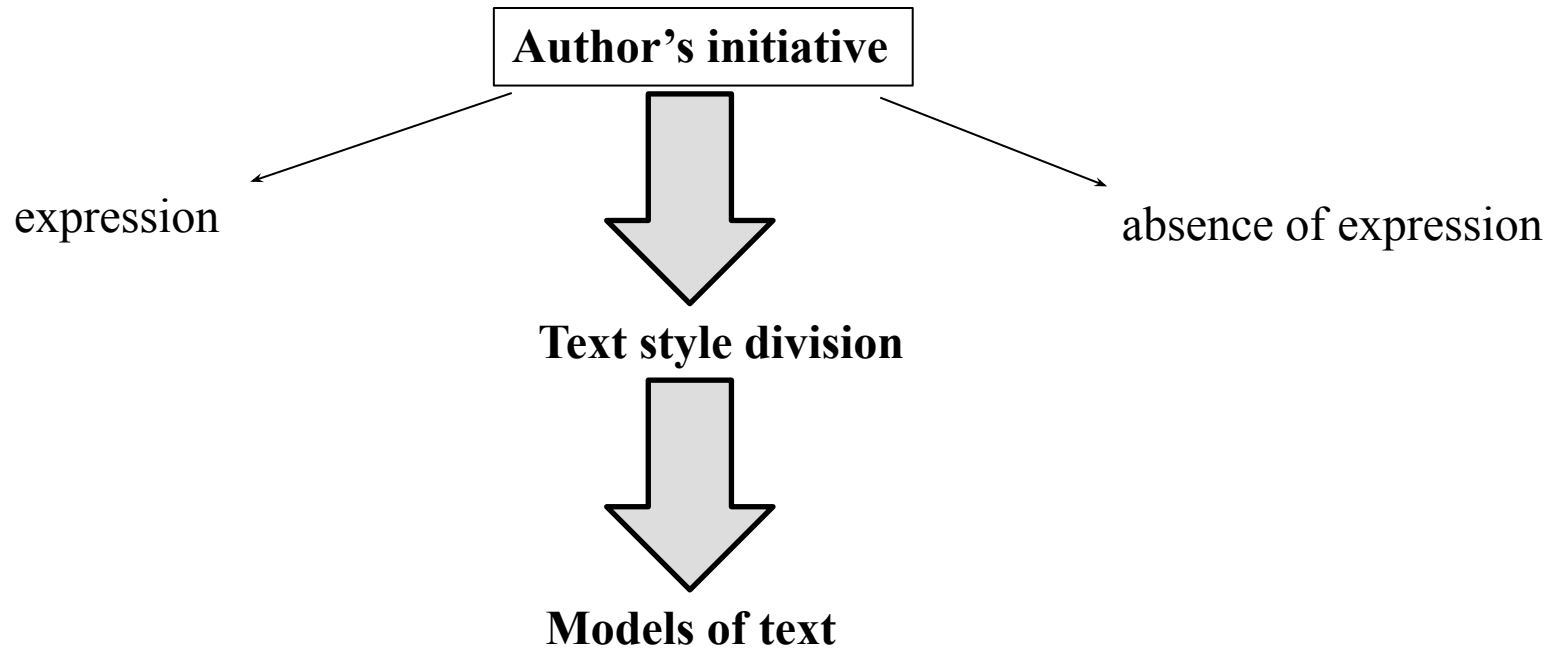 Author’s initiative
expression
absence of expression
Text style division
Models of text